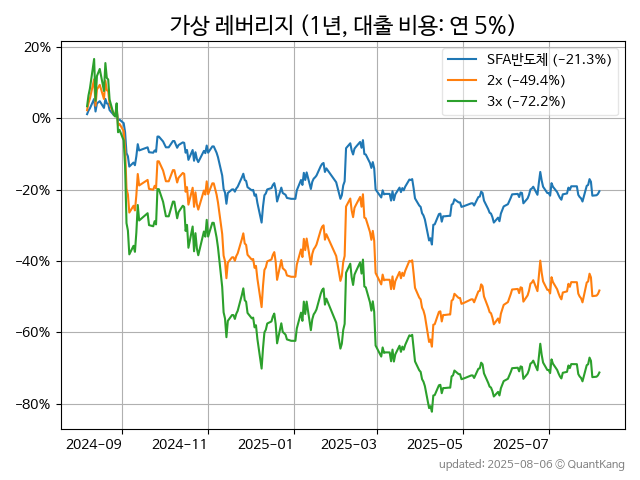 가상 레버리지 (1년, 대출 비용: 연 5%)
SFA반도체 (−21.3%)
2x (−49.4%)
3x (−72.2%)
20%
0%
−20%
−40%
−60%
−80%
2024-09 2024-11 2025-01 2025-03 2025-05 2025-07
updated: 2025-08-06 © QuantKang